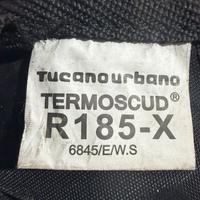 Tucano urbano
TERMOSCUD®
R185-X
6845/E/W.S